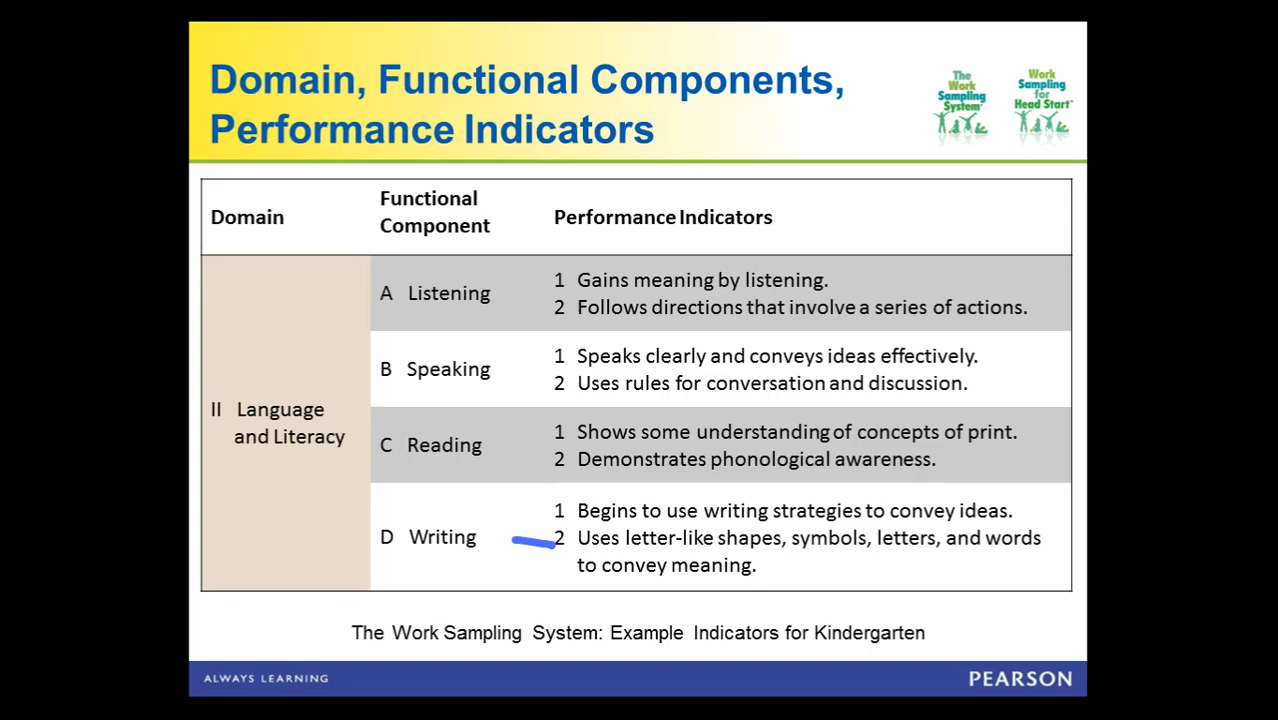 Domain, Functional Components,
Performance Indicators
The
Work
Sampling
System™
Work
Sampling
for
Head Start™
Domain
Functional
Component
Performance Indicators
II Language
and Literacy
A Listening
1 Gains meaning by listening.
2 Follows directions that involve a series of actions.
B Speaking
1 Speaks clearly and conveys ideas effectively.
2 Uses rules for conversation and discussion.
C Reading
1 Shows some understanding of concepts of print.
2 Demonstrates phonological awareness.
D Writing
1 Begins to use writing strategies to convey ideas.
2 Uses letter-like shapes, symbols, letters, and words
to convey meaning.
The Work Sampling System: Example Indicators for Kindergarten
ALWAYS LEARNING
PEARSON